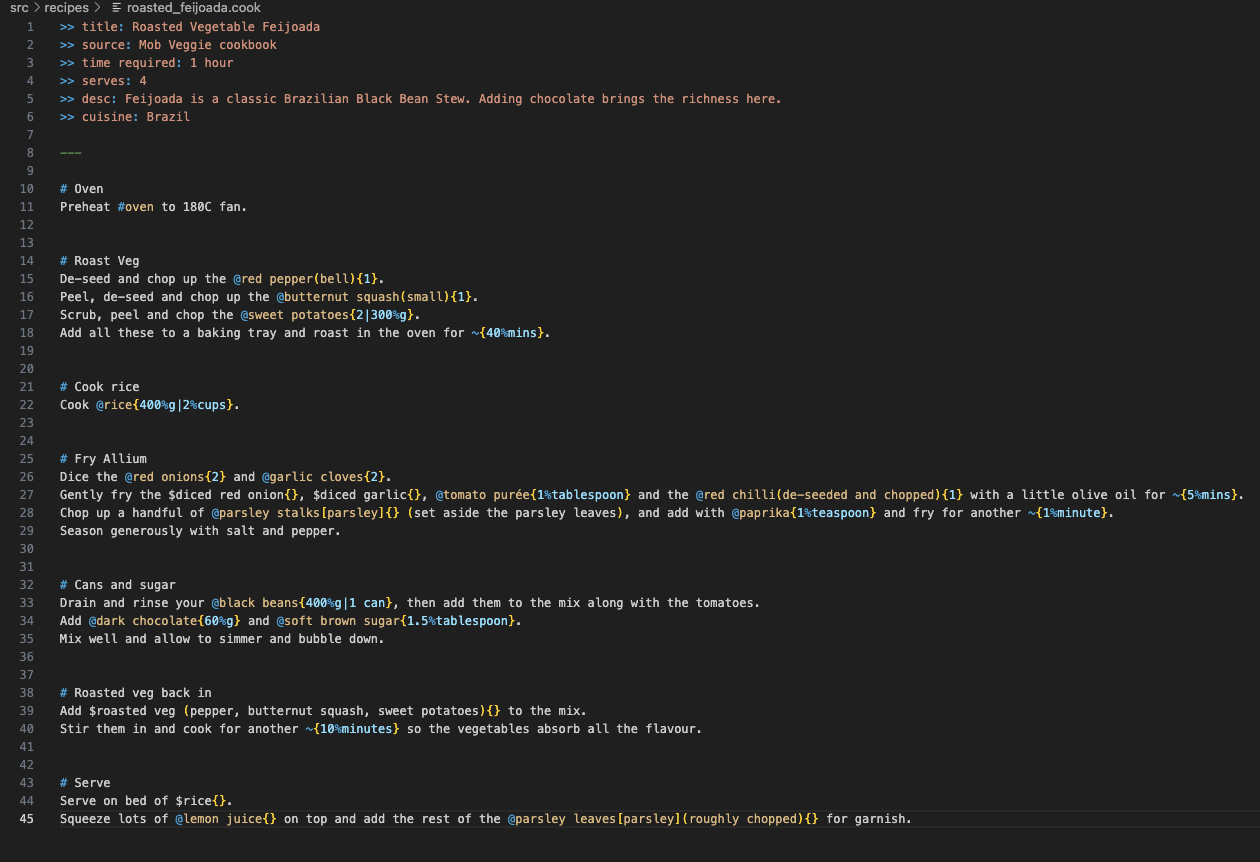 src > recipes > roasted_feijoada.cook
1 >> title: Roasted Vegetable Feijoada
2 >> source: Mob Veggie cookbook
3 >> time required: 1 hour
4 >> serves: 4
5 >> desc: Feijoada is a classic Brazilian Black Bean Stew. Adding chocolate brings the richness here.
6 >> cuisine: Brazil
7
8 ---
9
10 # Oven
11 Preheat #oven to 180C fan.
12
13
14 # Roast Veg
15 De-seed and chop up the @red pepper(bell){1}.
16 Peel, de-seed and chop up the @butternut squash(small){1}.
17 Scrub, peel and chop the @sweet potatoes{2|300%g}.
18 Add all these to a baking tray and roast in the oven for ~{40%mins}.
19
20
21 # Cook rice
22 Cook @rice{400%g|2%cups}.
23
24
25 # Fry Allium
26 Dice the @red onions{2} and @garlic cloves{2}.
27 Gently fry the $diced red onion{}, $diced garlic{}, @tomato purée{1%tablespoon} and the @red chilli(de-seeded and chopped){1} with a little olive oil for ~{5%mins}.
28 Chop up a handful of @parsley stalks[parsley]{} (set aside the parsley leaves), and add with @paprika{1%teaspoon} and fry for another ~{1%minute}.
29 Season generously with salt and pepper.
30
31
32 # Cans and sugar
33 Drain and rinse your @black beans{400%g|1 can}, then add them to the mix along with the tomatoes.
34 Add @dark chocolate{60%g} and @soft brown sugar{1.5%tablespoon}.
35 Mix well and allow to simmer and bubble down.
36
37
38 # Roasted veg back in
39 Add $roasted veg (pepper, butternut squash, sweet potatoes){} to the mix.
40 Stir them in and cook for another ~{10%minutes} so the vegetables absorb all the flavour.
41
42
43 # Serve
44 Serve on bed of $rice{}.
45 Squeeze lots of @lemon juice{} on top and add the rest of the @parsley leaves[parsley](roughly chopped){} for garnish.